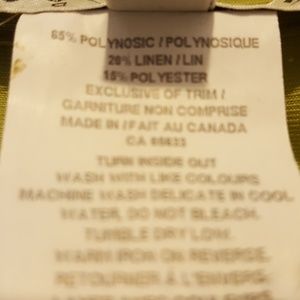 65% POLYNOSIC / POLYNOSIQUE
20% LINEN / LIN
15% POLYESTER
EXCLUSIVE OF TRIM /
GARNITURE NON COMPRISE
MADE IN / FAIT AU CANADA
CA
TURN INSIDE OUT
WASH WITH LIKE COLOURS
MACHINE WASH DELICATE IN COOL
WATER, DO NOT BLEACH.
TUMBLE DRY LOW.
WARM IRON ON REVERSE.
RETOURNER À L'ENVERS.